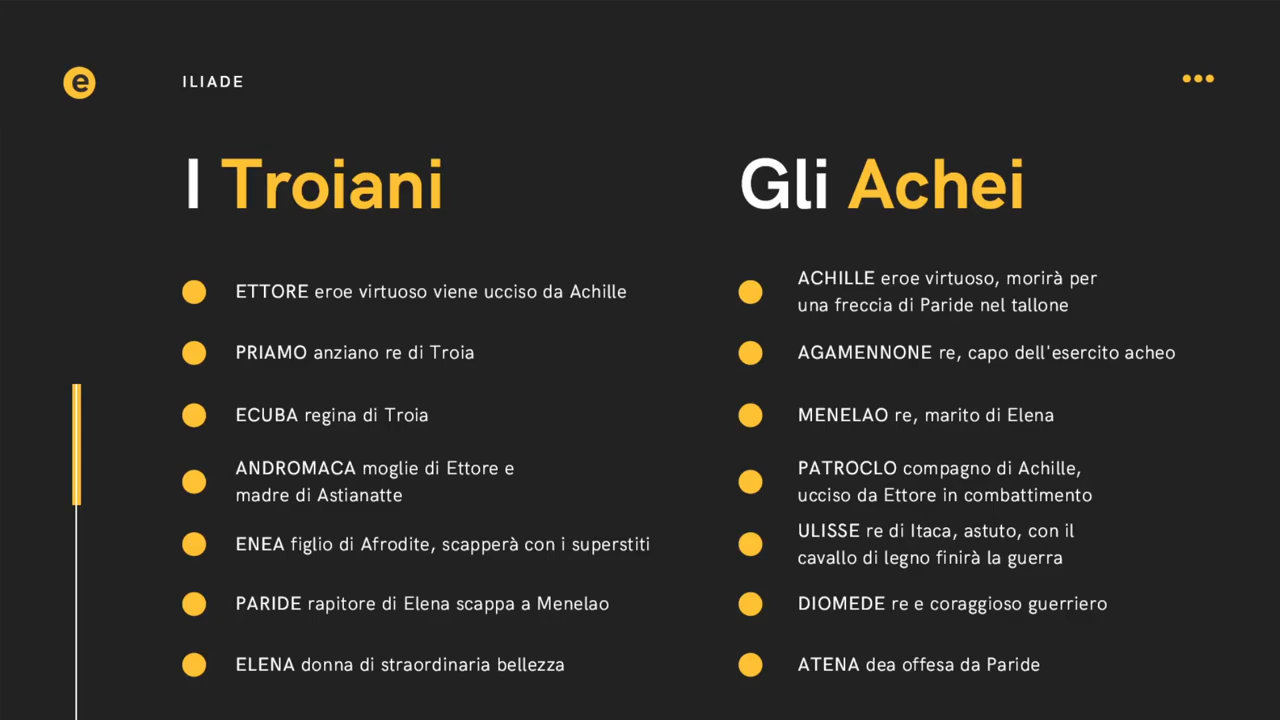 e
ILIADE
I Troiani
ETTORE eroe virtuoso viene ucciso da Achille
PRIAMO anziano re di Troia
ECUBA regina di Troia
ANDROMACA moglie di Ettore e
madre di Astianatte
ENEA figlio di Afrodite, scapperà con i superstiti
PARIDE rapitore di Elena scappa a Menelao
ELENA donna di straordinaria bellezza
Gli Achei
ACHILLE eroe virtuoso, morirà per
una freccia di Paride nel tallone
AGAMENNONE re, capo dell'esercito acheo
MENELAO re, marito di Elena
PATROCLO compagno di Achille,
ucciso da Ettore in combattimento
ULISSE re di Itaca, astuto, con il
cavallo di legno finirà la guerra
DIOMEDE re e coraggioso guerriero
ATENA dea offesa da Paride